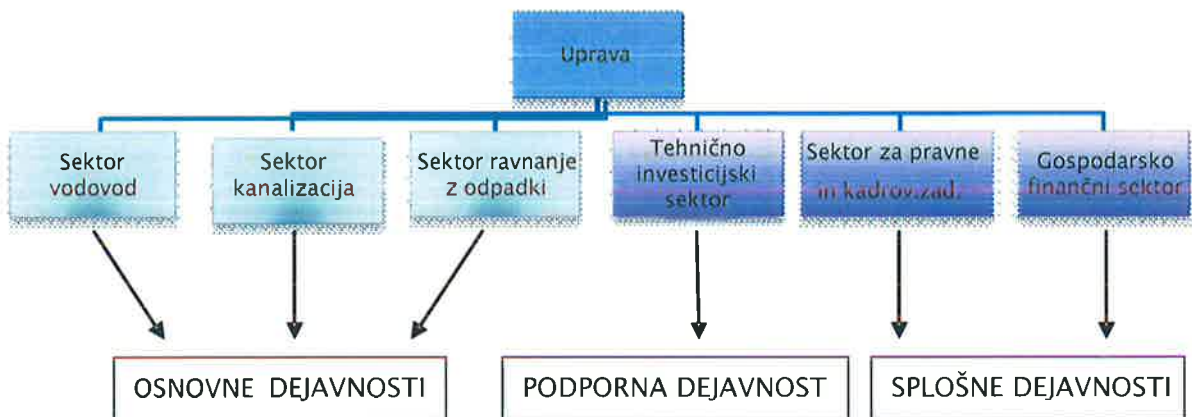 Uprava
Sektor
vodovod
Sektor
kanalizacija
Sektor ravnanje
z odpadki
Tehnično
investicijski
sektor
Sektor za pravne
in kadrov.zad.
Gospodarsko
finančni sektor
OSNOVNE DEJAVNOSTI
PODPORNA DEJAVNOST
SPLOŠNE DEJAVNOSTI